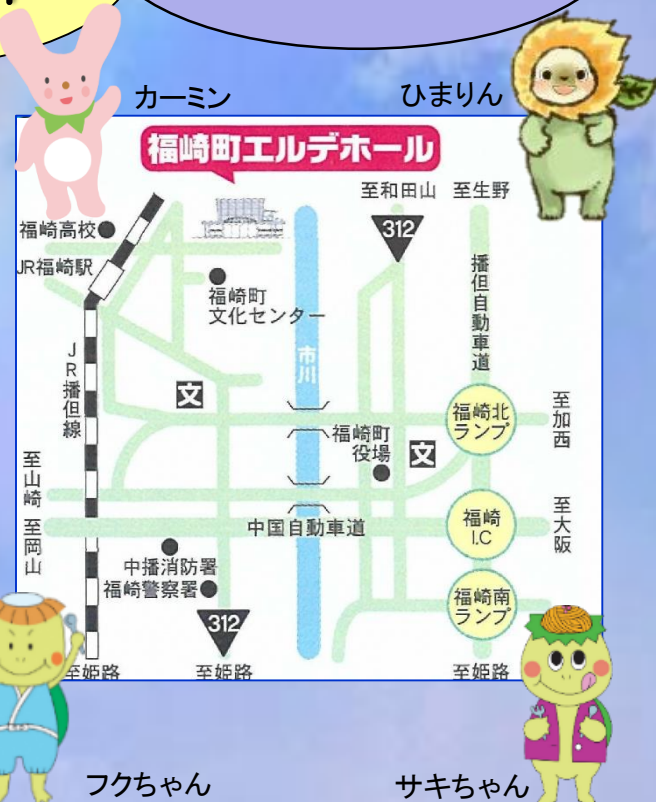 カーミン
ひまりん
福崎町エルデホール
至和田山
至生野
312
福崎高校
JR福崎駅
福崎町
文化センター
播但自動車道
市川
JR播但線
文
福崎北
ランプ
至加西
福崎町
役場
文
至山崎
至岡山
中国自動車道
福崎
I.C
至大阪
中播消防署
福崎警察署
福崎南
ランプ
312
至姫路
至姫路
至姫路
フクちゃん
サキちゃん